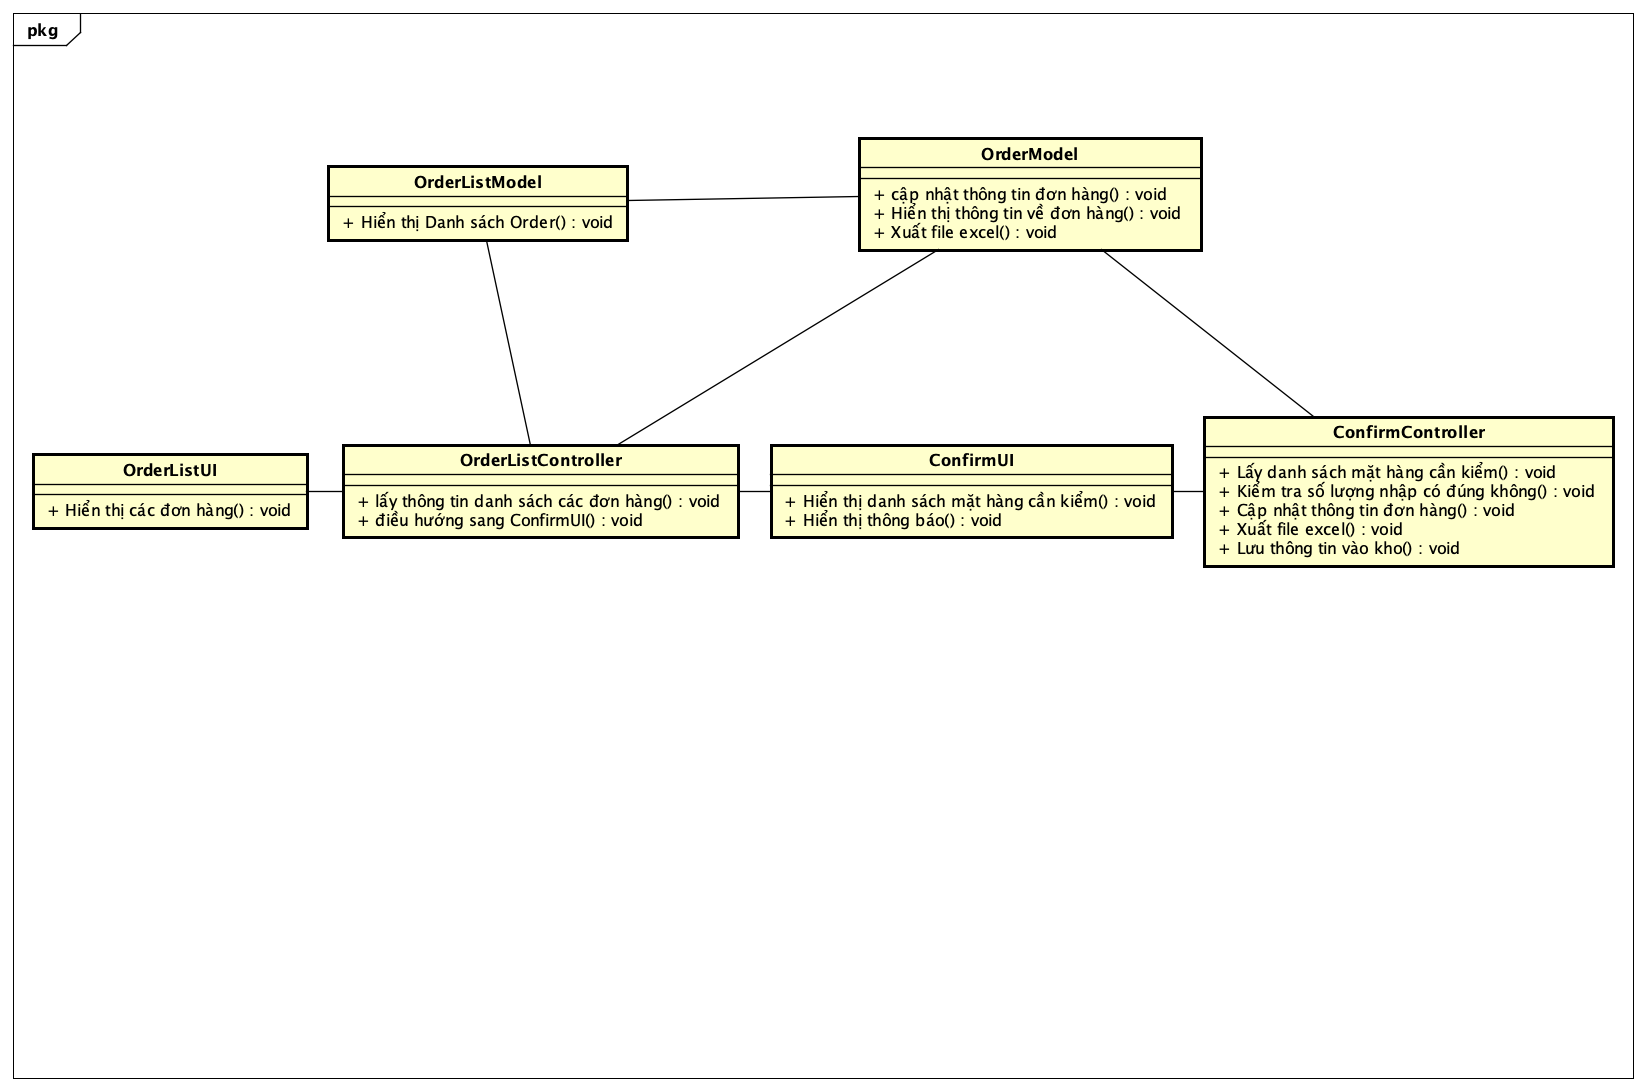 pkg
OrderListModel
+ Hiển thị Danh sách Order() : void
OrderModel
+ cập nhật thông tin đơn hàng() : void
+ Hiển thị thông tin về đơn hàng() : void
+ Xuất file excel() : void
OrderListUI
+ Hiển thị các đơn hàng() : void
OrderListController
+ lấy thông tin danh sách các đơn hàng() : void
+ điều hướng sang ConfirmUI() : void
ConfirmUI
+ Hiển thị danh sách mặt hàng cần kiểm() : void
+ Hiển thị thông báo() : void
ConfirmController
+ Lấy danh sách mặt hàng cần kiểm() : void
+ Kiểm tra số lượng nhập có đúng không() : void
+ Cập nhật thông tin đơn hàng() : void
+ Xuất file excel() : void
+ Lưu thông tin vào kho() : void